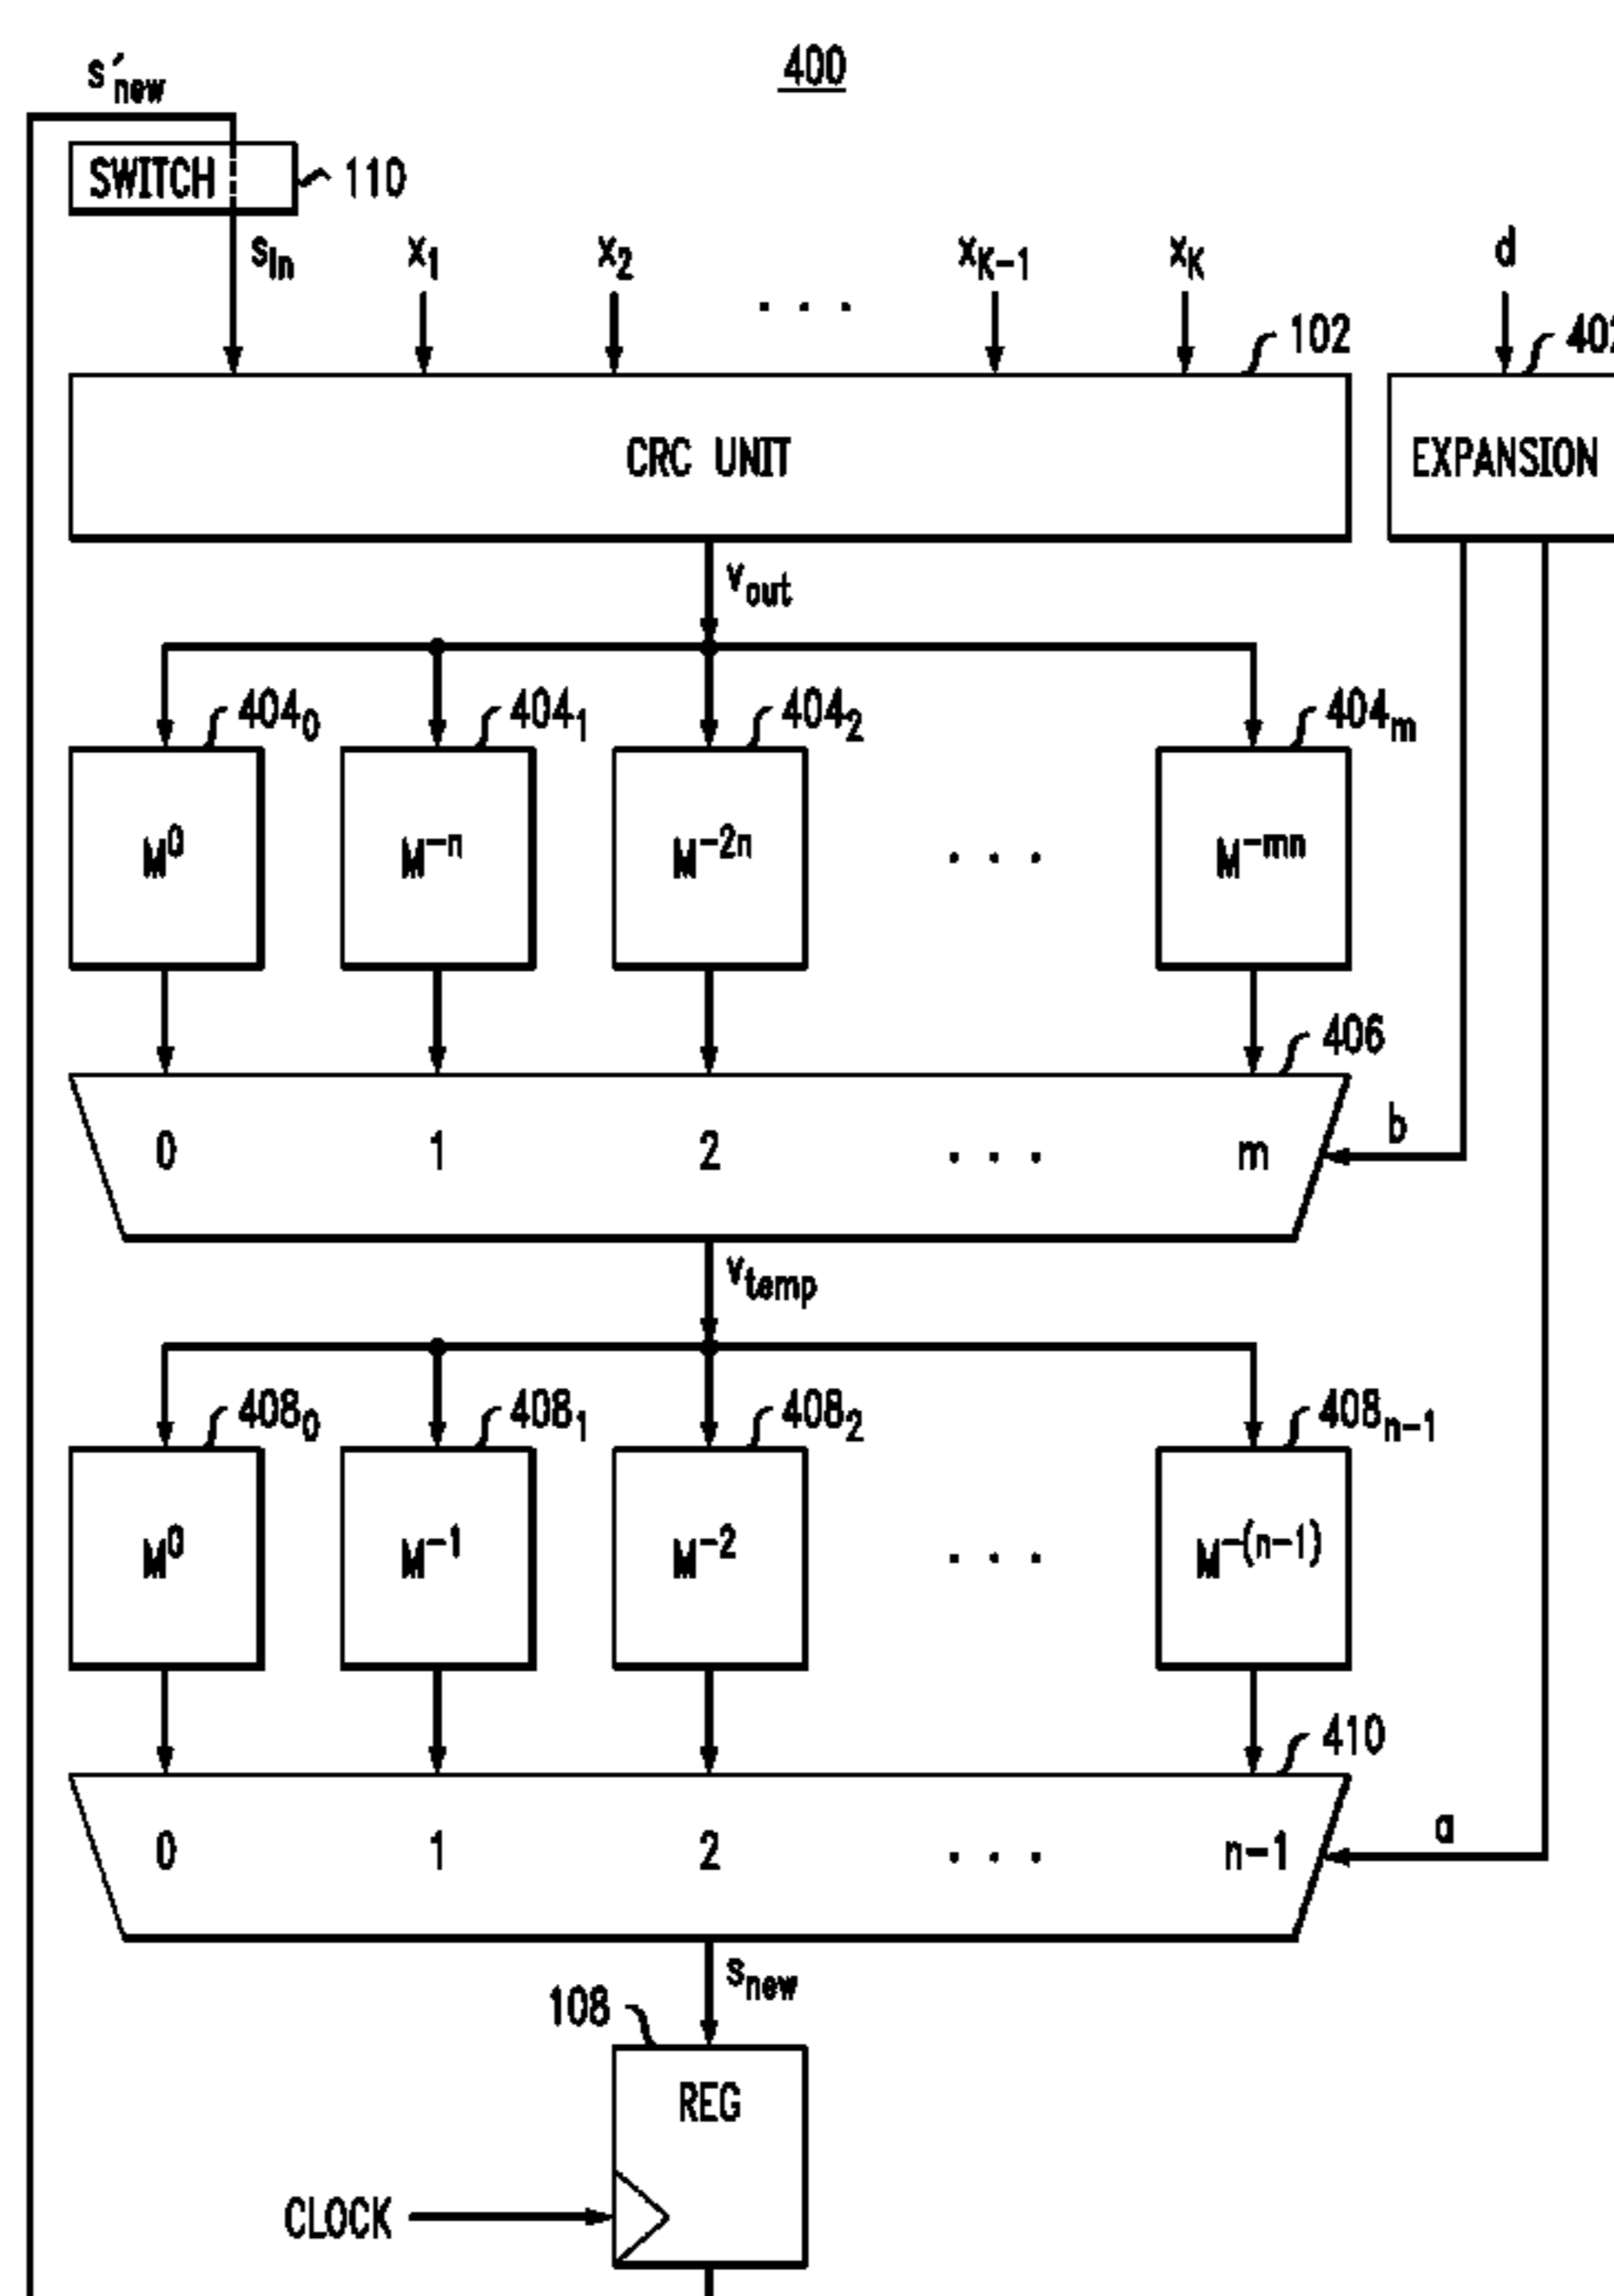 400
s′new
SWITCH 110
sin x1 x2 . . . xK-1 xK d
102 402
CRC UNIT EXPANSION
vout
404₀ 404₁ 404₂ 404m
M⁰ M⁻ⁿ M⁻²ⁿ . . . M⁻ᵐⁿ
406
0 1 2 . . . m b
vtemp
408₀ 408₁ 408₂ 408n-1
M⁰ M⁻¹ M⁻² . . . M⁻⁽ⁿ⁻¹⁾
410
0 1 2 . . . n-1 a
snew
108
REG
CLOCK